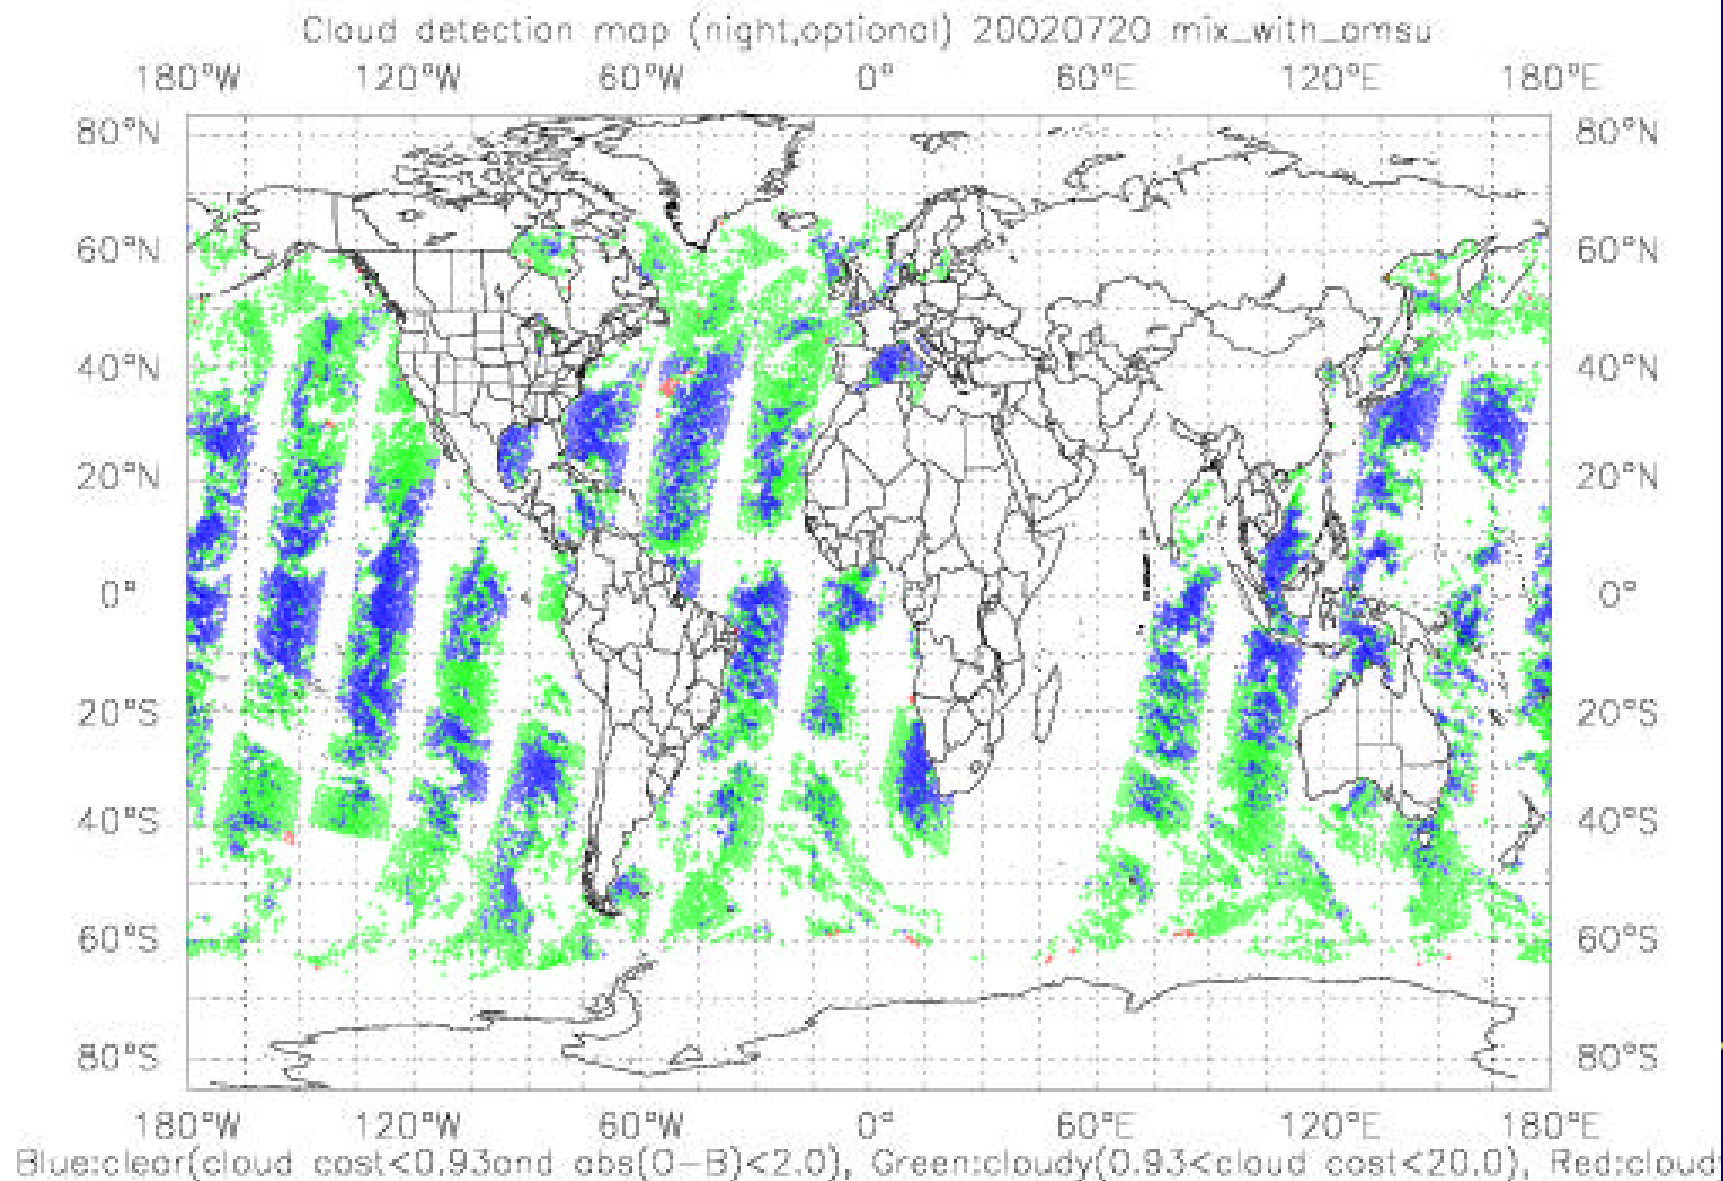 Cloud detection map (night,optional) 20020720 mix_with_amsu
180°W 120°W 60°W 0° 60°E 120°E 180°E
80°N 80°N
60°N 60°N
40°N 40°N
20°N 20°N
0° 0°
20°S 20°S
40°S 40°S
60°S 60°S
80°S 80°S
180°W 120°W 60°W 0° 60°E 120°E 180°E
Blue:clear(cloud cost<0.93and abs(O-B)<2.0), Green:cloudy(0.93<cloud cost<20.0), Red:cloud